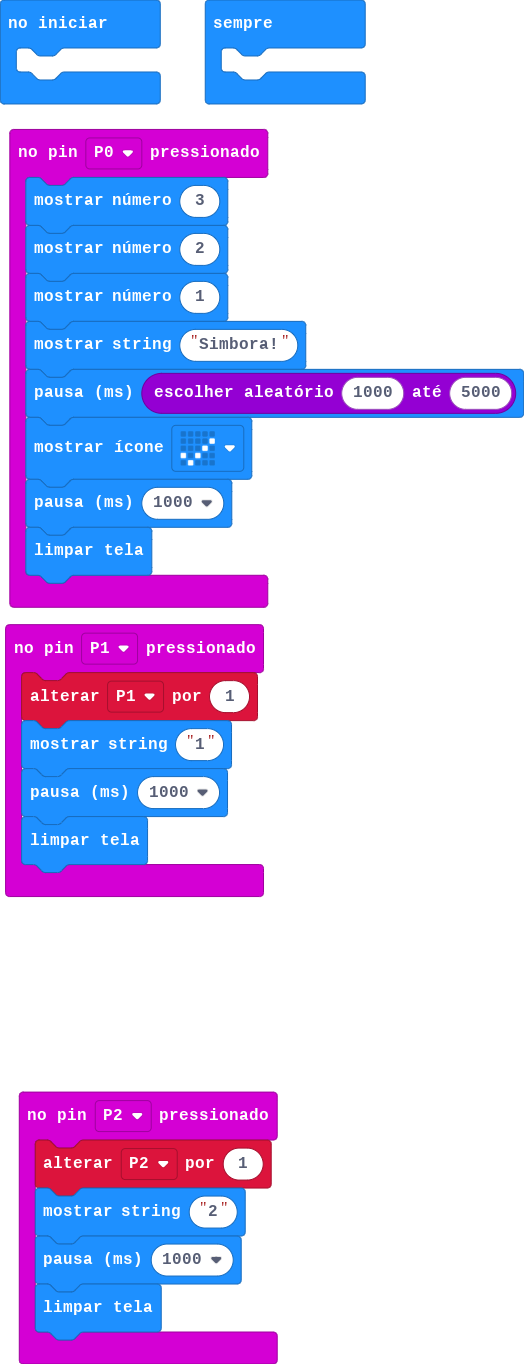 no iniciar
sempre
no pin P0 pressionado
mostrar número 3
mostrar número 2
mostrar número 1
mostrar string "Simbora!"
pausa (ms) escolher aleatório 1000 até 5000
mostrar ícone
pausa (ms) 1000
limpar tela
no pin P1 pressionado
alterar P1 por 1
mostrar string "1"
pausa (ms) 1000
limpar tela
no pin P2 pressionado
alterar P2 por 1
mostrar string "2"
pausa (ms) 1000
limpar tela